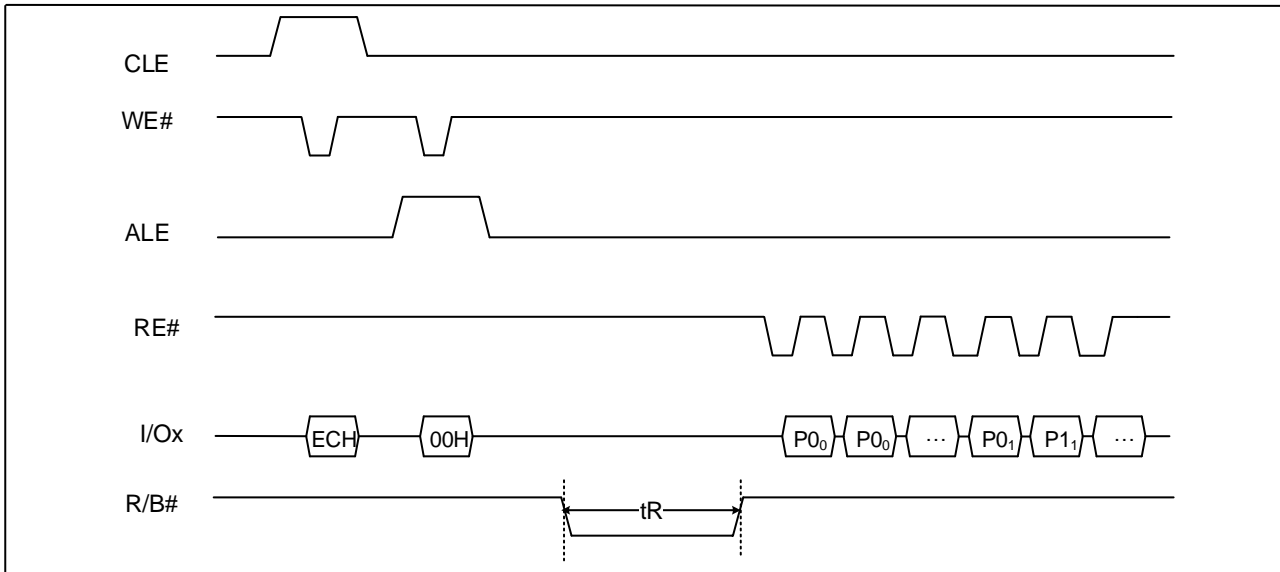 CLE
WE#
ALE
RE#
I/Ox ECH 00H P0₀ P0₀ ... P0₁ P1₁ ...
R/B# tR